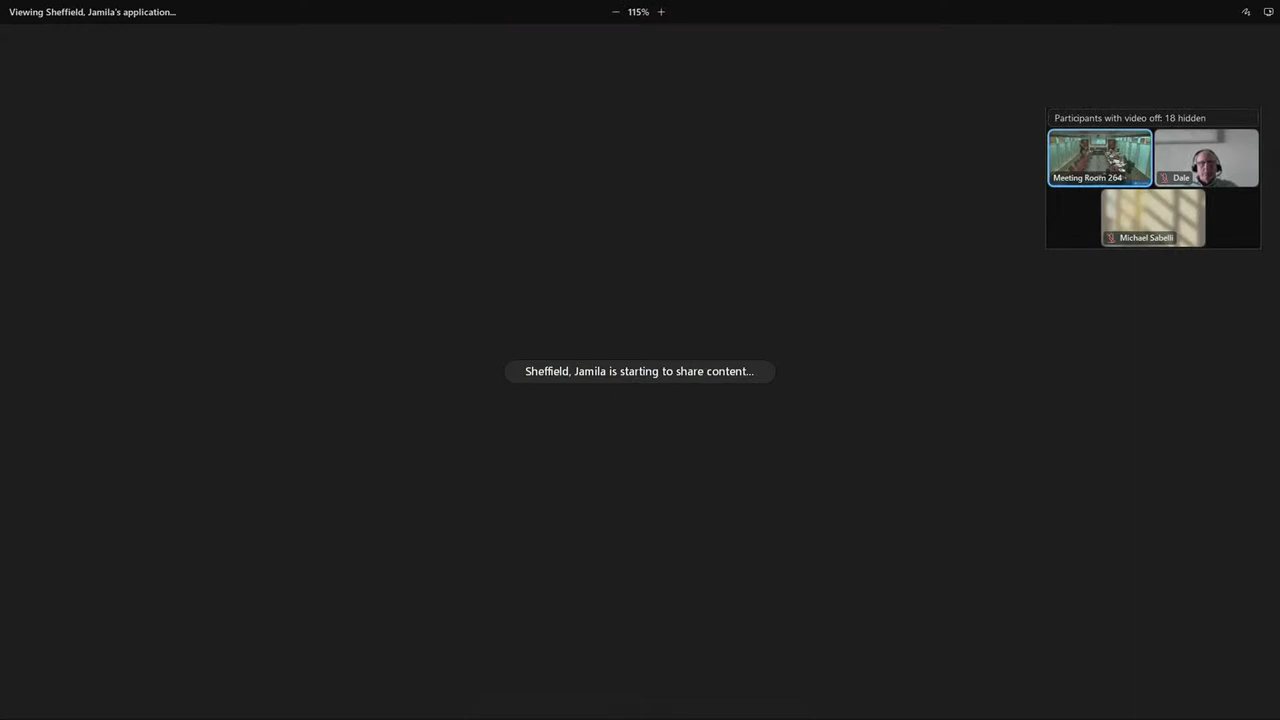 Viewing Sheffield, Jamila's application...
115%
Participants with video off: 18 hidden
Meeting Room 264
Dale
Michael Sabelli
Sheffield, Jamila is starting to share content...